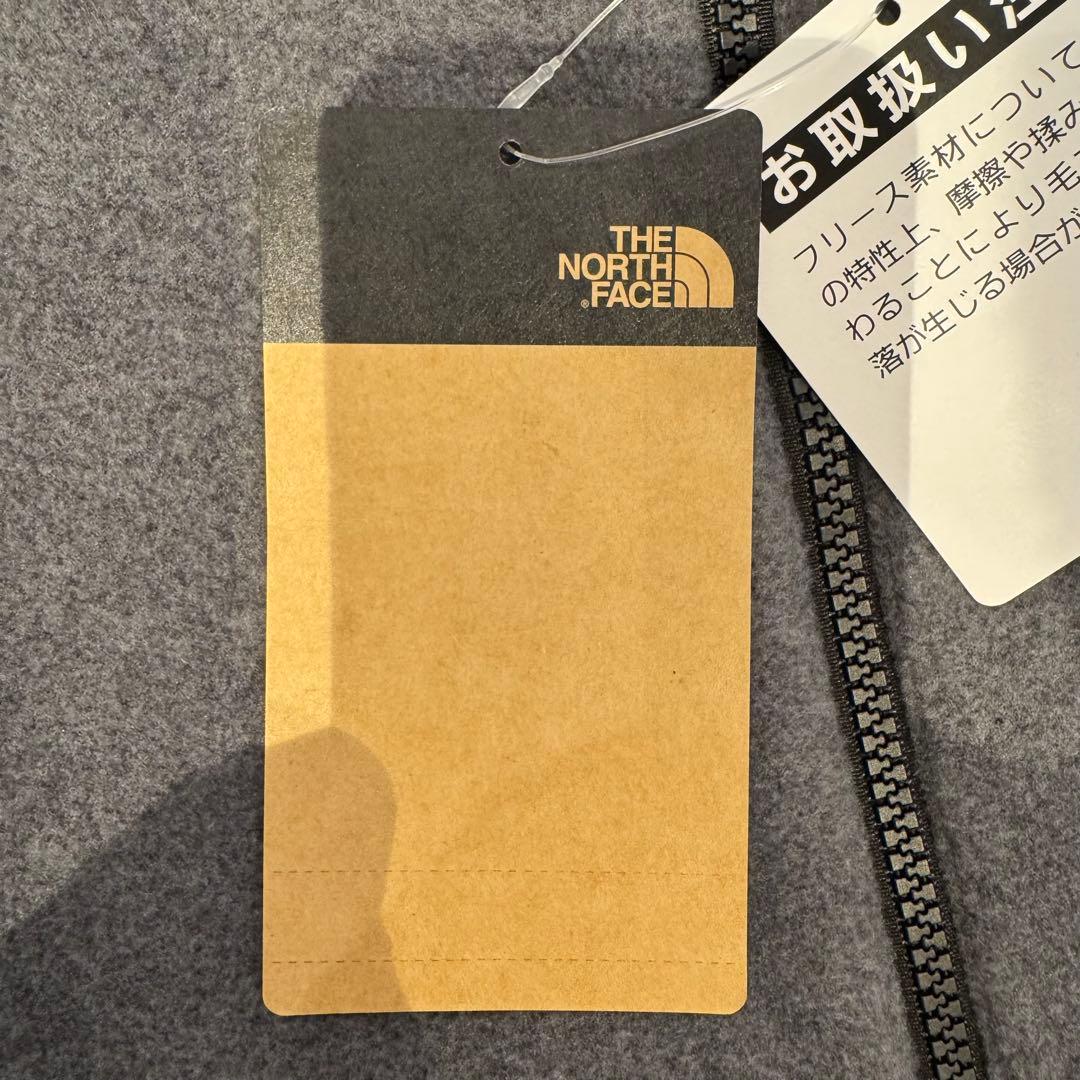 THE
NORTH
FACE
®
お取扱い注
フリース素材について
の特性上、摩擦や揉み
わることにより毛
落が生じる場合が